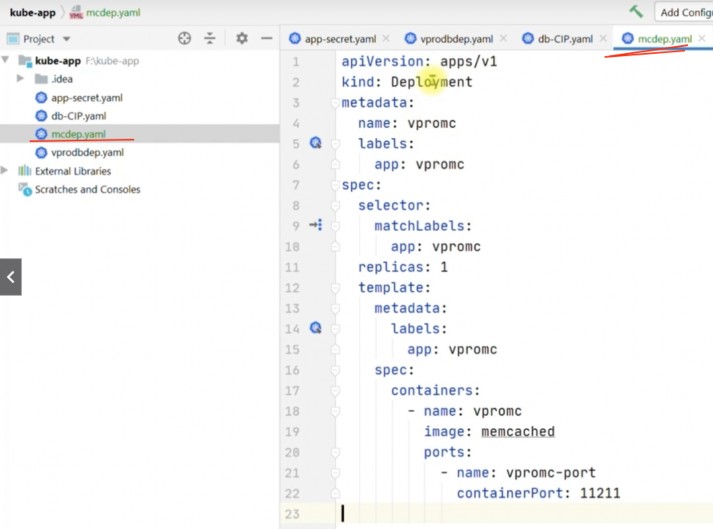 kube-app
mcdep.yaml
Add Config
Project
app-secret.yaml
vprodbdep.yaml
db-CIP.yaml
mcdep.yaml
kube-app F:\kube-app
.idea
app-secret.yaml
db-CIP.yaml
mcdep.yaml
vprodbdep.yaml
External Libraries
Scratches and Consoles
1 apiVersion: apps/v1
2 kind: Deployment
3 metadata:
4 name: vpromc
5 labels:
6 app: vpromc
7 spec:
8 selector:
9 matchLabels:
10 app: vpromc
11 replicas: 1
12 template:
13 metadata:
14 labels:
15 app: vpromc
16 spec:
17 containers:
18 - name: vpromc
19 image: memcached
20 ports:
21 - name: vpromc-port
22 containerPort: 11211
23